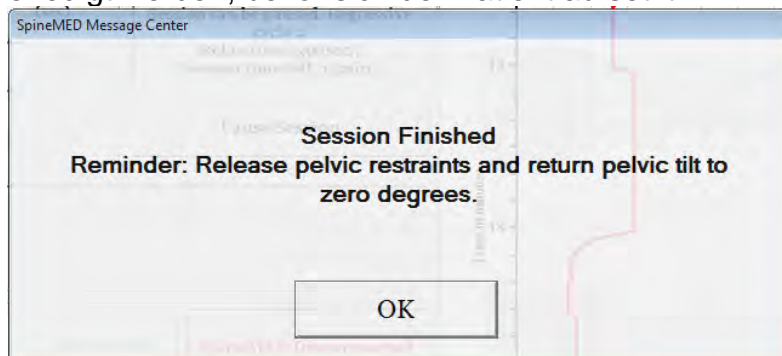 SpineMED Message Center
Session Finished
Reminder: Release pelvic restraints and return pelvic tilt to
zero degrees.
OK